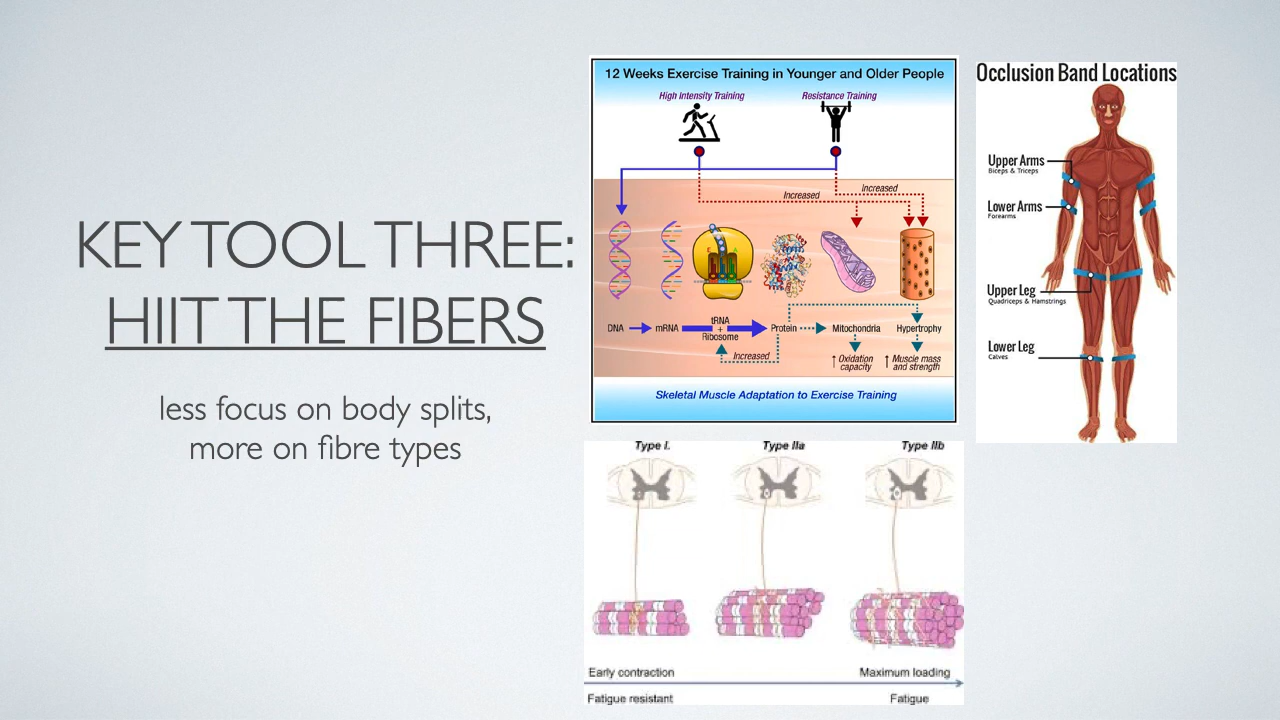 KEY TOOL THREE:
HIIT THE FIBERS
less focus on body splits,
more on fibre types
12 Weeks Exercise Training in Younger and Older People
High Intensity Training
Resistance Training
Increased
Increased
DNA
mRNA
tRNA
+
Ribosome
Protein
Mitochondria
Hypertrophy
Increased
↑ Oxidation
capacity
↑ Muscle mass
and strength
Skeletal Muscle Adaptation to Exercise Training
Occlusion Band Locations
Upper Arms
Biceps & Triceps
Lower Arms
Forearms
Upper Leg
Quadriceps & Hamstrings
Lower Leg
Calves
Type I.
Type IIa
Type IIb
Early contraction
Maximum loading
Fatigue resistant
Fatigue